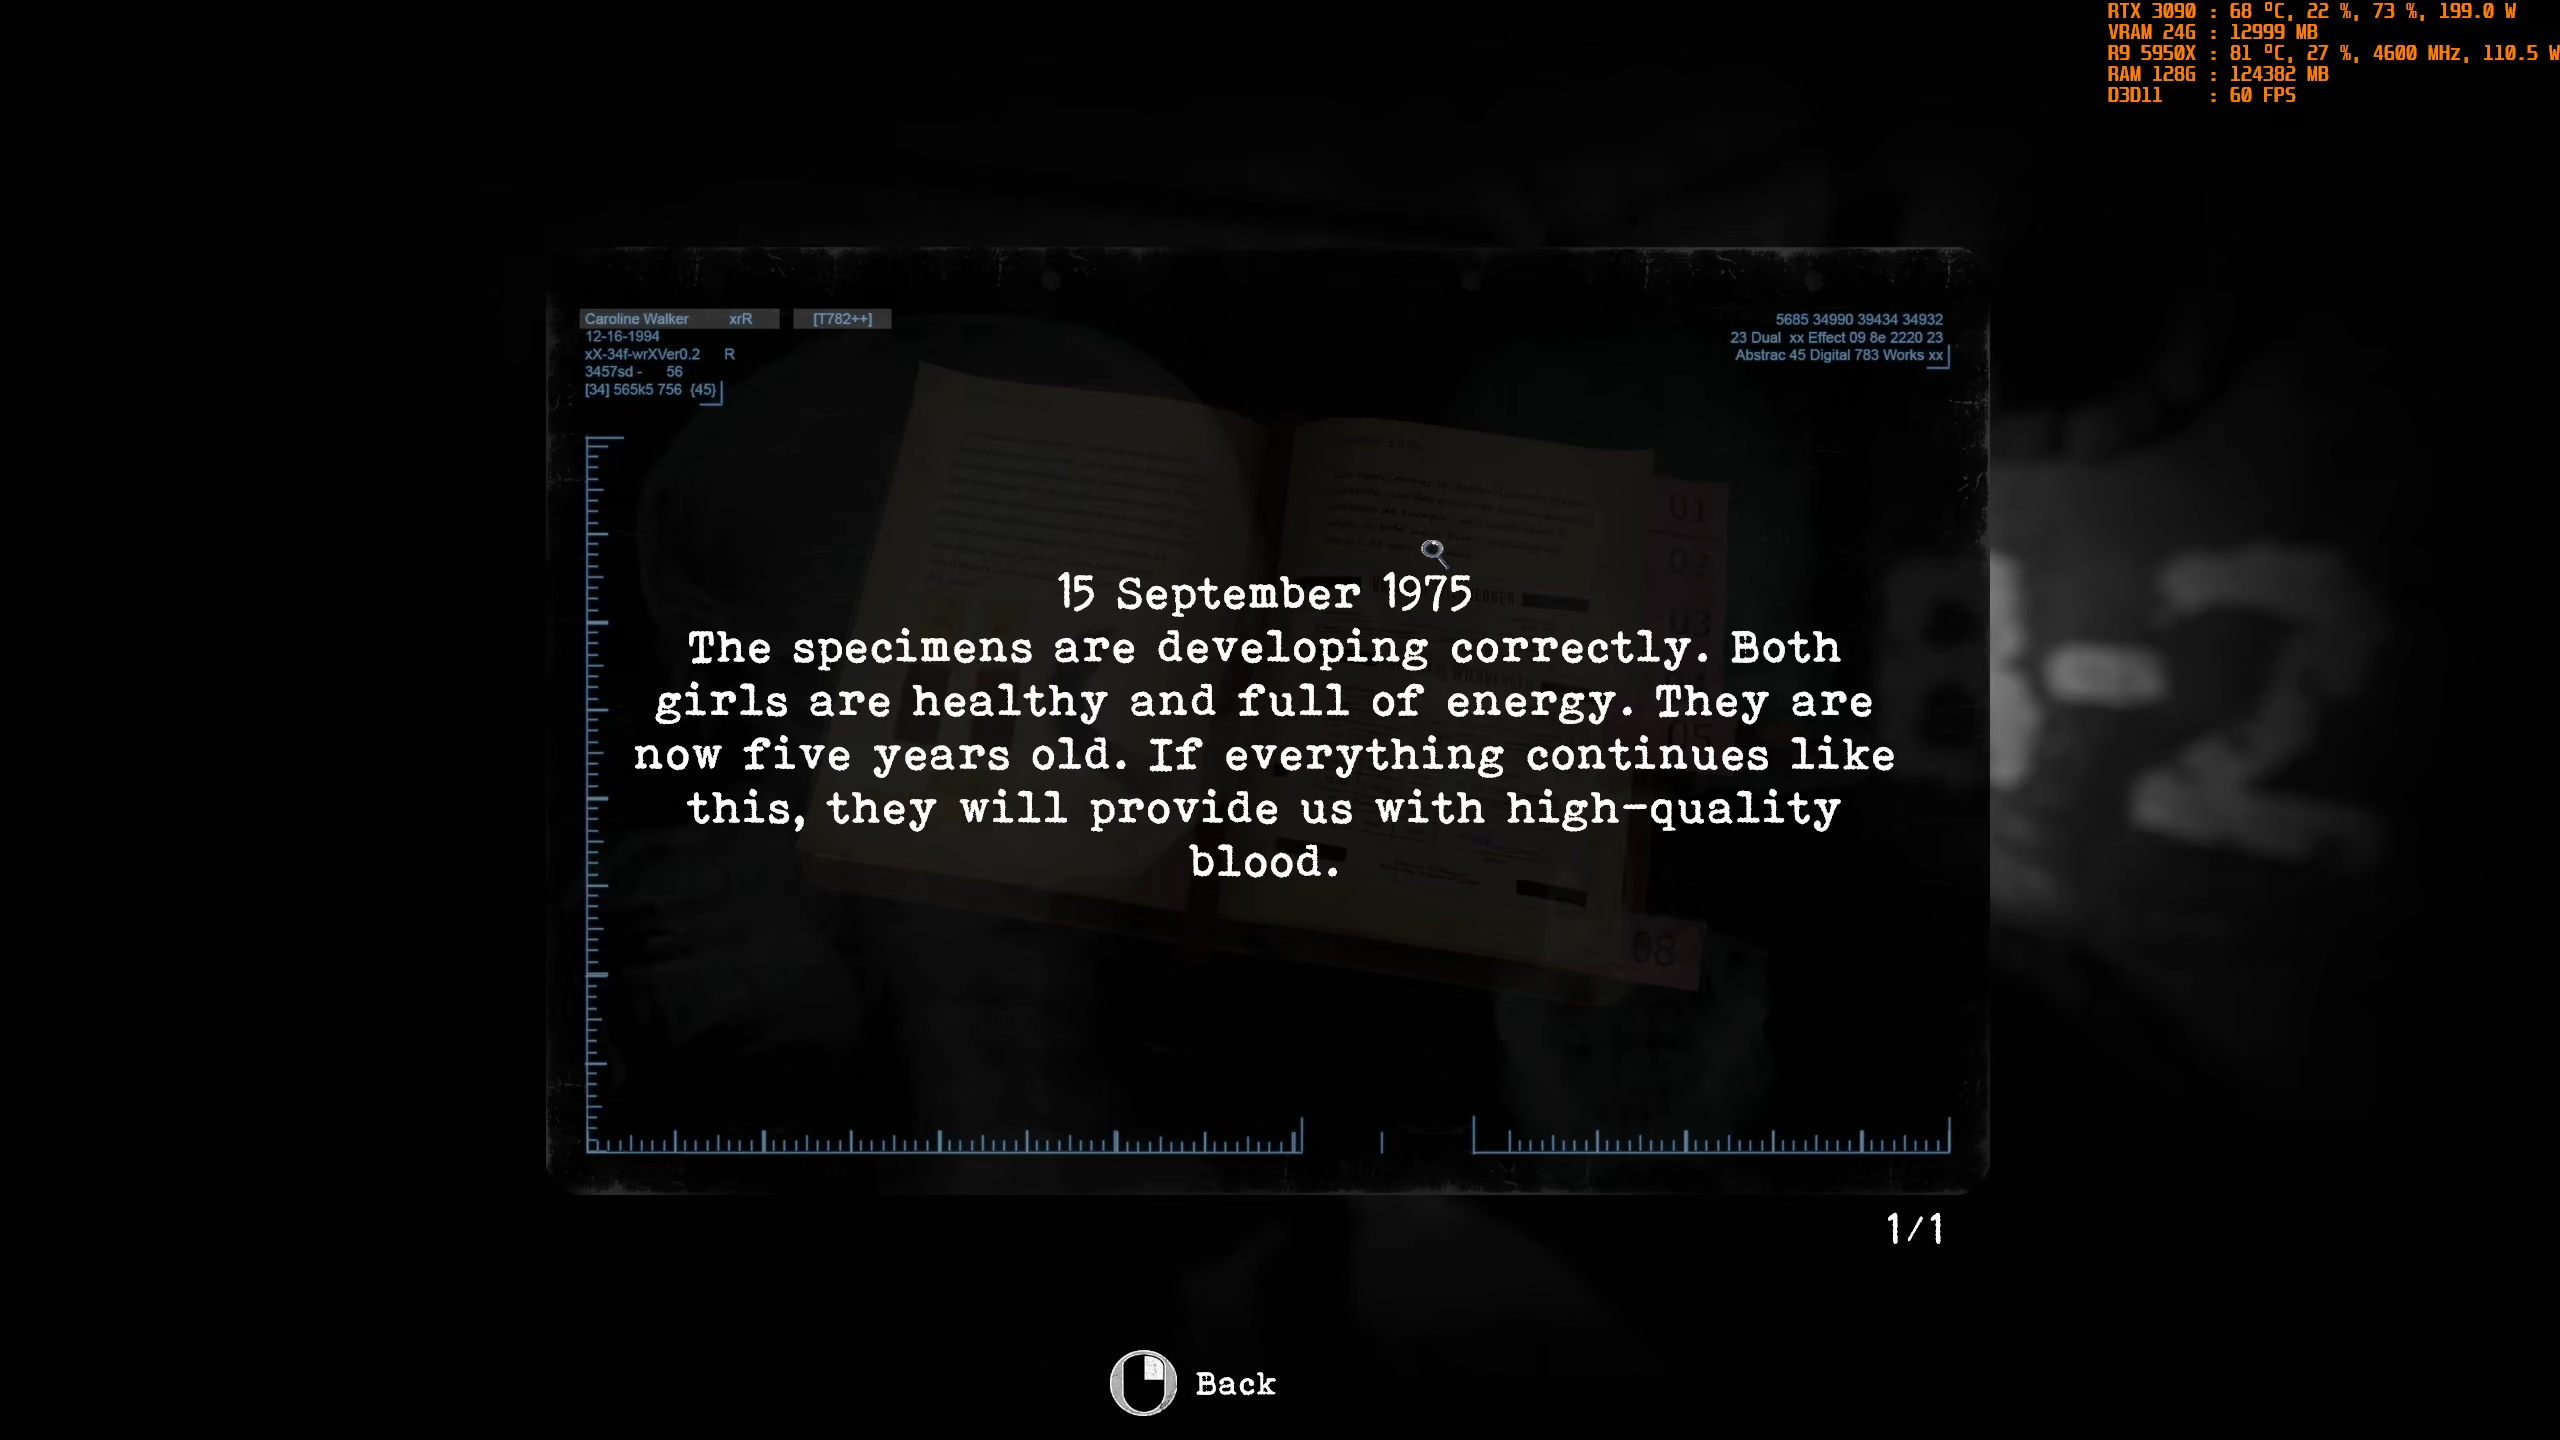 RTX 3090 : 68 °C, 22 %, 73 %, 199.0 W
VRAM 24G : 12999 MB
R9 5950X : 81 °C, 27 %, 4600 MHz, 110.5 W
RAM 128G : 124382 MB
D3D11 : 60 FPS
Caroline Walker xrR [T782++]
12-16-1994
xX-34f-wrXVer0.2 R
3457sd - 56
[34] 565k5 756 {45}
5685 34990 39434 34932
23 Dual xx Effect 09 8e 2220 23
Abstrac 45 Digital 783 Works xx
01
02
03
05
08
15 September 1975
The specimens are developing correctly. Both
girls are healthy and full of energy. They are
now five years old. If everything continues like
this, they will provide us with high-quality
blood.
1/1
Back